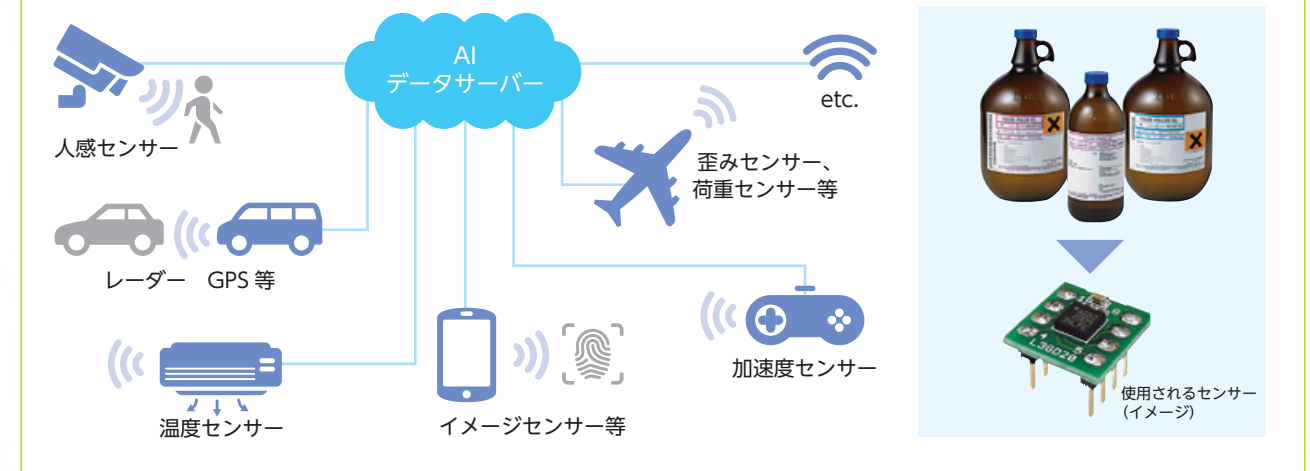 AI
データサーバー
人感センサー
etc.
歪みセンサー、
荷重センサー等
レーダー　GPS 等
加速度センサー
温度センサー
イメージセンサー等
L3GD20
使用されるセンサー
（イメージ）